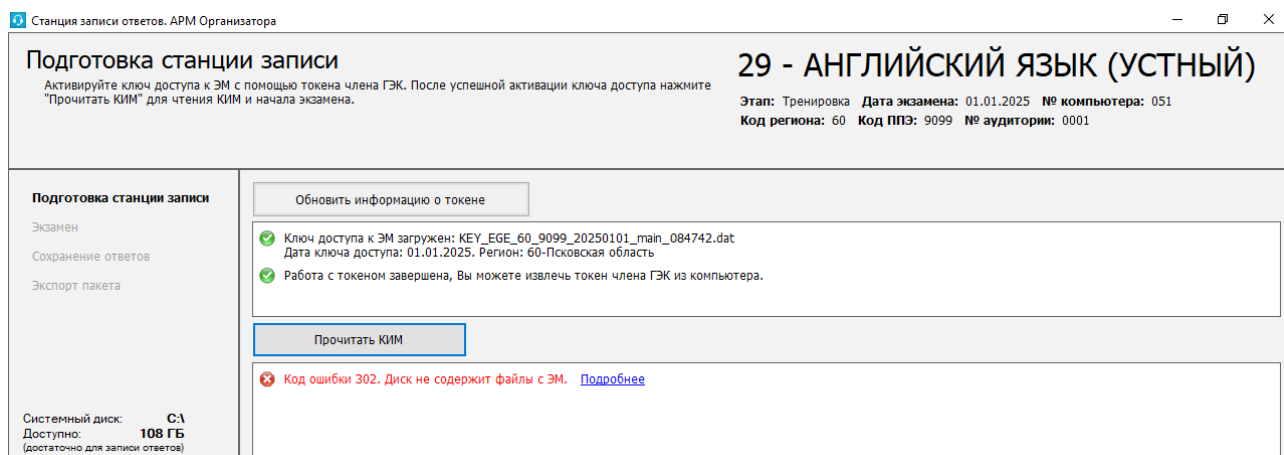 Станция записи ответов. АРМ Организатора
Подготовка станции записи
Активируйте ключ доступа к ЭМ с помощью токена члена ГЭК. После успешной активации ключа доступа нажмите
"Прочитать КИМ" для чтения КИМ и начала экзамена.
29 - АНГЛИЙСКИЙ ЯЗЫК (УСТНЫЙ)
Этап: Тренировка Дата экзамена: 01.01.2025 № компьютера: 051
Код региона: 60 Код ППЭ: 9099 № аудитории: 0001
Подготовка станции записи
Экзамен
Сохранение ответов
Экспорт пакета
Системный диск: C:\
Доступно: 108 ГБ
(достаточно для записи ответов)
Обновить информацию о токене
Ключ доступа к ЭМ загружен: KEY_EGE_60_9099_20250101_main_084742.dat
Дата ключа доступа: 01.01.2025. Регион: 60-Псковская область
Работа с токеном завершена, Вы можете извлечь токен члена ГЭК из компьютера.
Прочитать КИМ
Код ошибки 302. Диск не содержит файлы с ЭМ. Подробнее